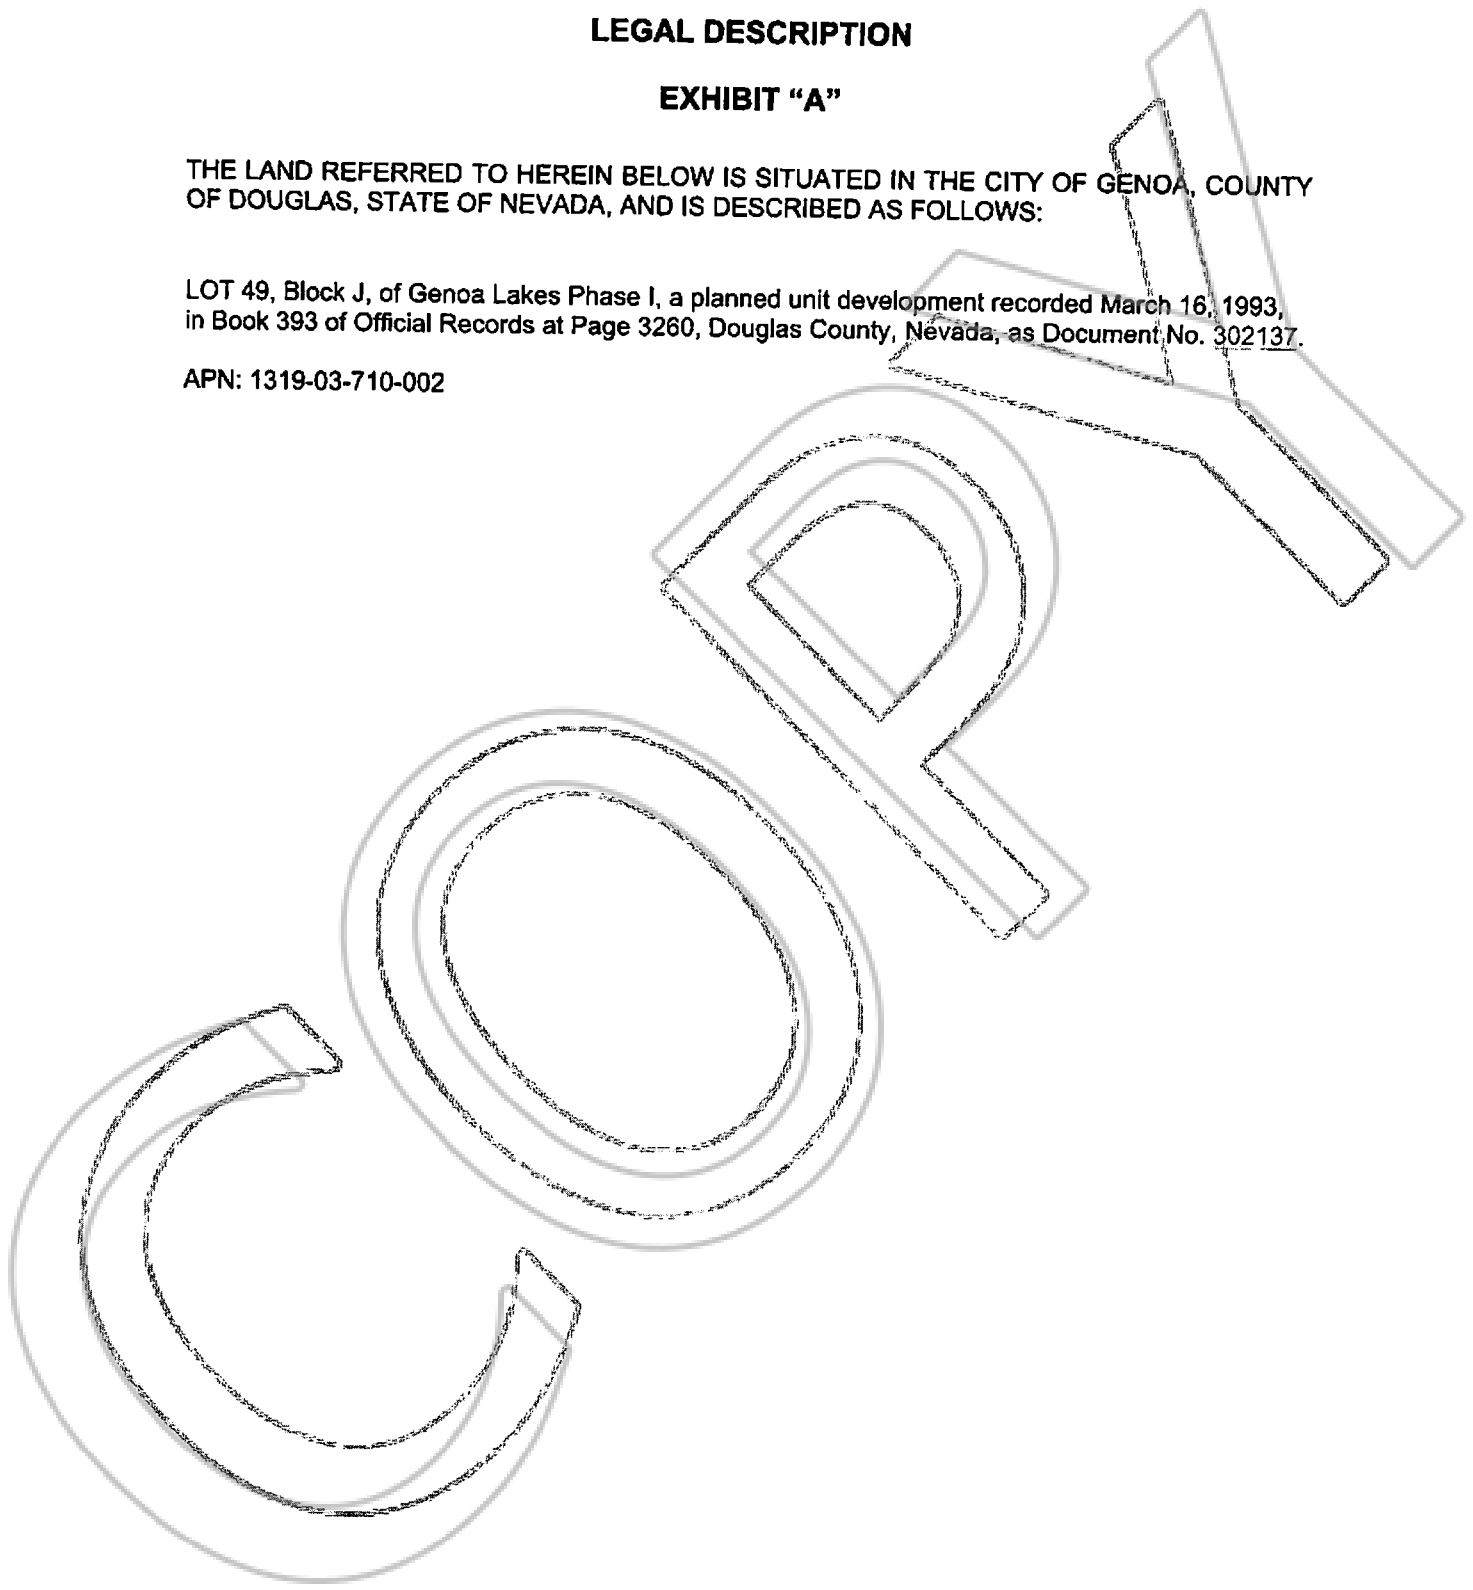 LEGAL DESCRIPTION
EXHIBIT “A”
THE LAND REFERRED TO HEREIN BELOW IS SITUATED IN THE CITY OF GENOA, COUNTY
OF DOUGLAS, STATE OF NEVADA, AND IS DESCRIBED AS FOLLOWS:
LOT 49, Block J, of Genoa Lakes Phase I, a planned unit development recorded March 16, 1993,
in Book 393 of Official Records at Page 3260, Douglas County, Nevada, as Document No. 302137.
APN: 1319-03-710-002
COPY